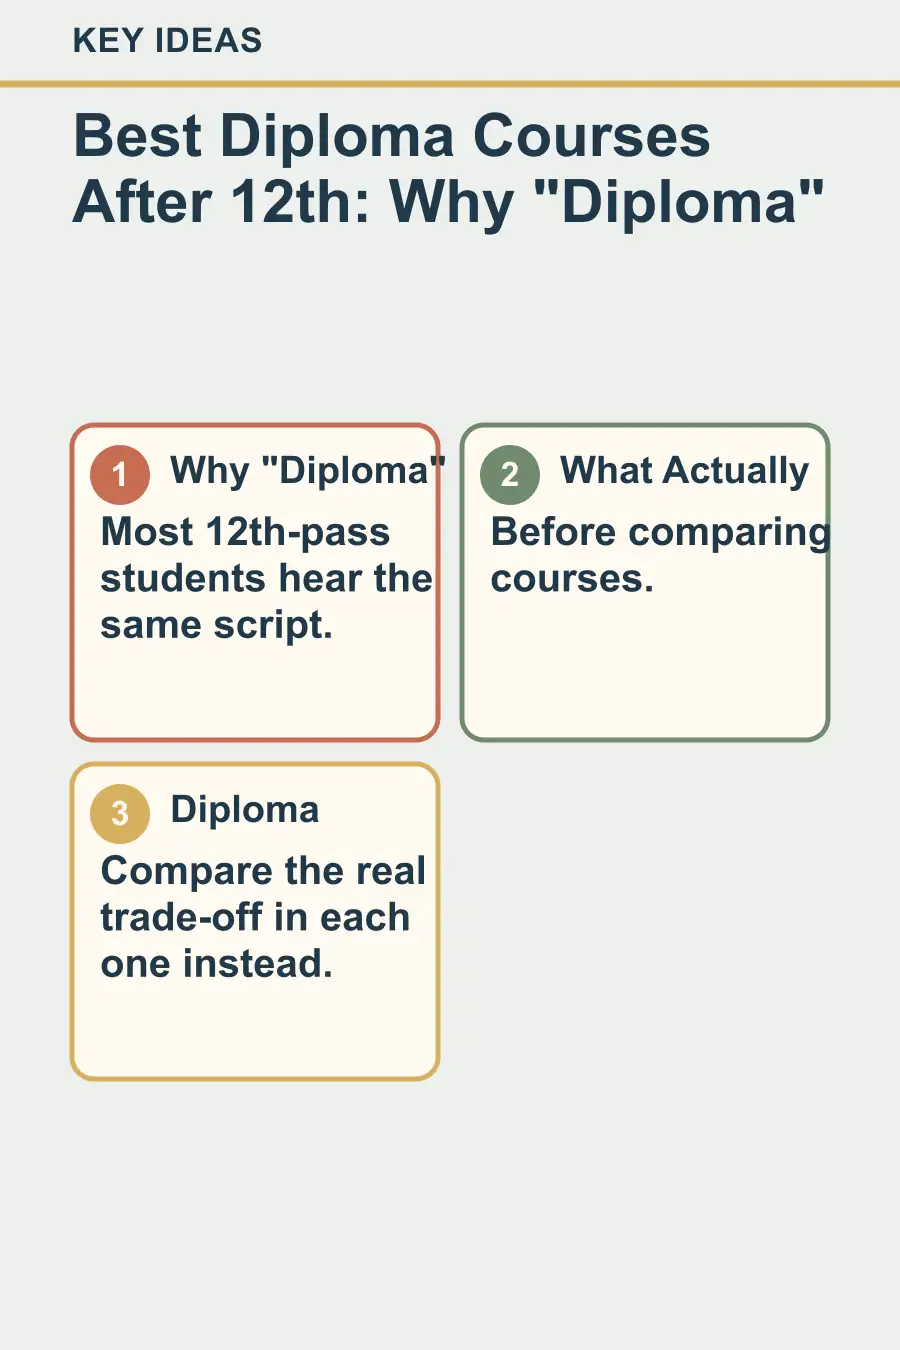 KEY IDEAS
Best Diploma Courses
After 12th: Why "Diploma"
1 Why "Diploma"
Most 12th-pass
students hear the
same script.
2 What Actually
Before comparing
courses.
3 Diploma
Compare the real
trade-off in each
one instead.